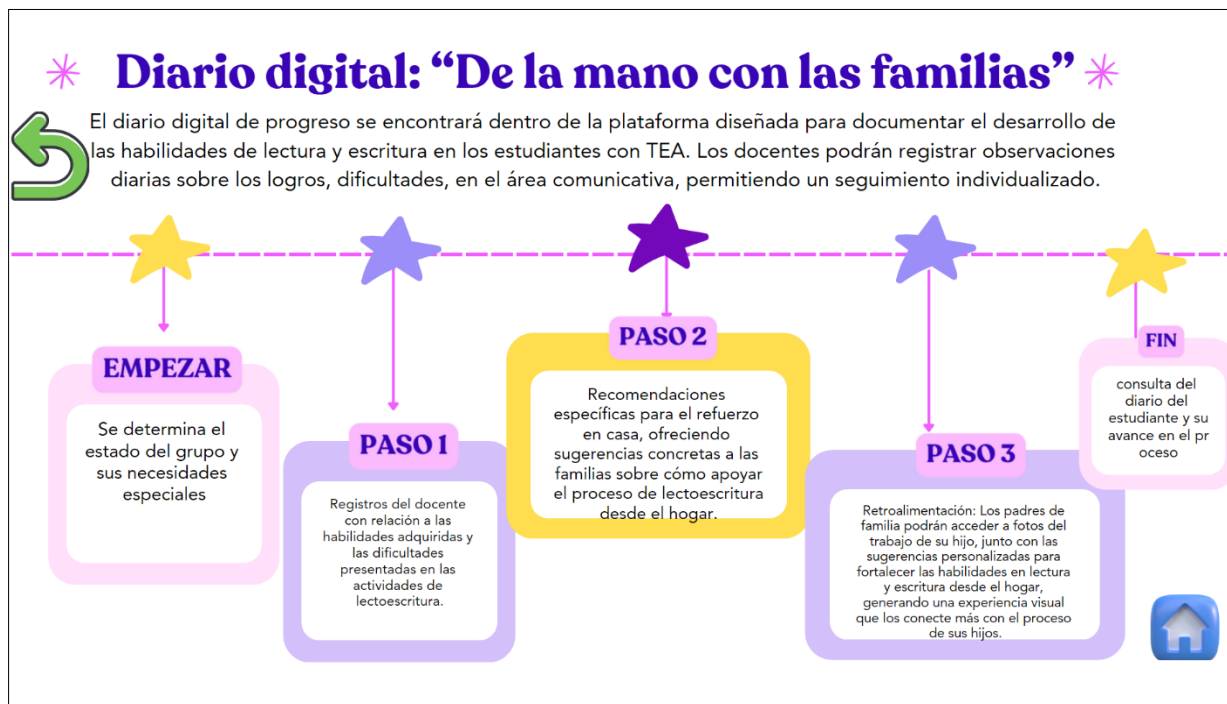 Diario digital: “De la mano con las familias”
El diario digital de progreso se encontrará dentro de la plataforma diseñada para documentar el desarrollo de
las habilidades de lectura y escritura en los estudiantes con TEA. Los docentes podrán registrar observaciones
diarias sobre los logros, dificultades, en el área comunicativa, permitiendo un seguimiento individualizado.
EMPEZAR
Se determina el
estado del grupo y
sus necesidades
especiales
PASO 1
Registros del docente
con relación a las
habilidades adquiridas y
las dificultades
presentadas en las
actividades de
lectoescritura.
PASO 2
Recomendaciones
específicas para el refuerzo
en casa, ofreciendo
sugerencias concretas a las
familias sobre cómo apoyar
el proceso de lectoescritura
desde el hogar.
PASO 3
Retroalimentación: Los padres de
familia podrán acceder a fotos del
trabajo de su hijo, junto con las
sugerencias personalizadas para
fortalecer las habilidades en lectura
y escritura desde el hogar,
generando una experiencia visual
que los conecte más con el proceso
de sus hijos.
FIN
consulta del
diario del
estudiante y su
avance en el pr
oceso